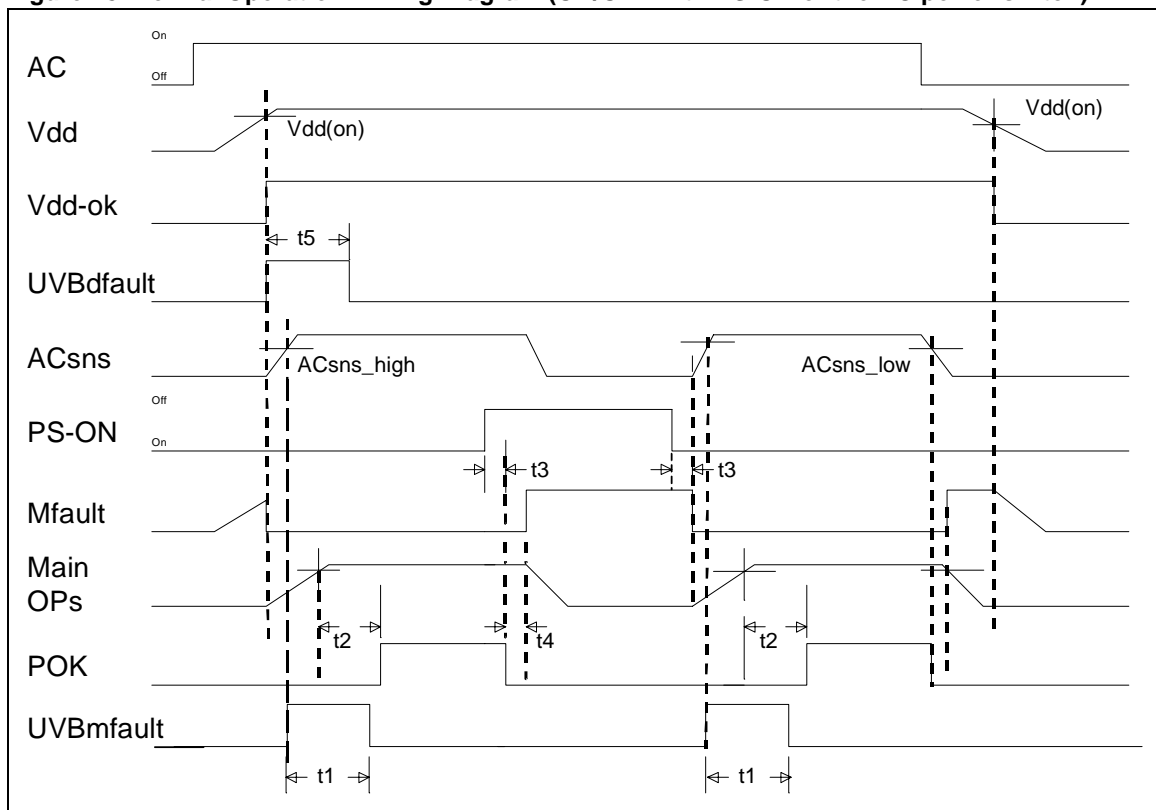 On
AC
Off
Vdd
Vdd(on)
Vdd(on)
Vdd-ok
t5
UVBdfault
ACsns
ACsns_high
ACsns_low
Off
PS-ON
On
t3
t3
Mfault
Main
OPs
t2
t4
t2
POK
UVBmfault
t1
t1